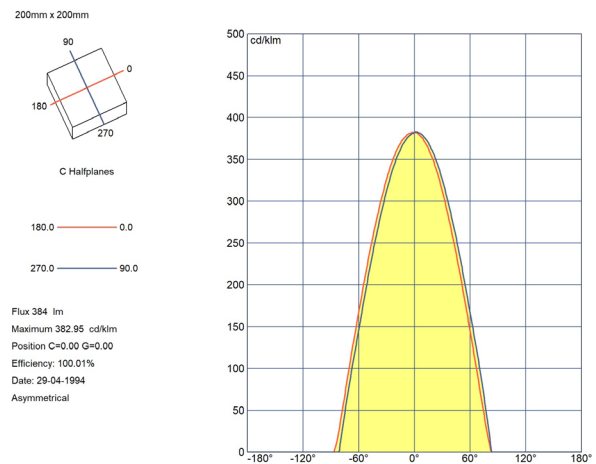 200mm x 200mm
90
0
180
270
C Halfplanes
180.0 0.0
270.0 90.0
Flux 384 lm
Maximum 382.95 cd/klm
Position C=0.00 G=0.00
Efficiency: 100.01%
Date: 29-04-1994
Asymmetrical
500
cd/klm
450
400
350
300
250
200
150
100
50
0
-180° -120° -60° 0° 60° 120° 180°